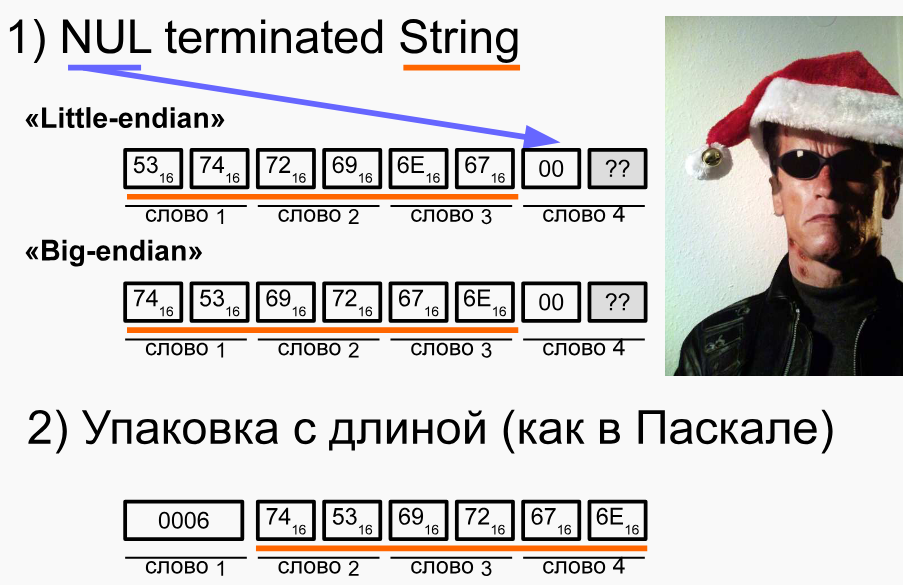 1) NUL terminated String
«Little-endian»
53₁₆ 74₁₆ 72₁₆ 69₁₆ 6E₁₆ 67₁₆ 00 ??
слово 1 слово 2 слово 3 слово 4
«Big-endian»
74₁₆ 53₁₆ 69₁₆ 72₁₆ 67₁₆ 6E₁₆ 00 ??
слово 1 слово 2 слово 3 слово 4
2) Упаковка с длиной (как в Паскале)
0006 74₁₆ 53₁₆ 69₁₆ 72₁₆ 67₁₆ 6E₁₆
слово 1 слово 2 слово 3 слово 4